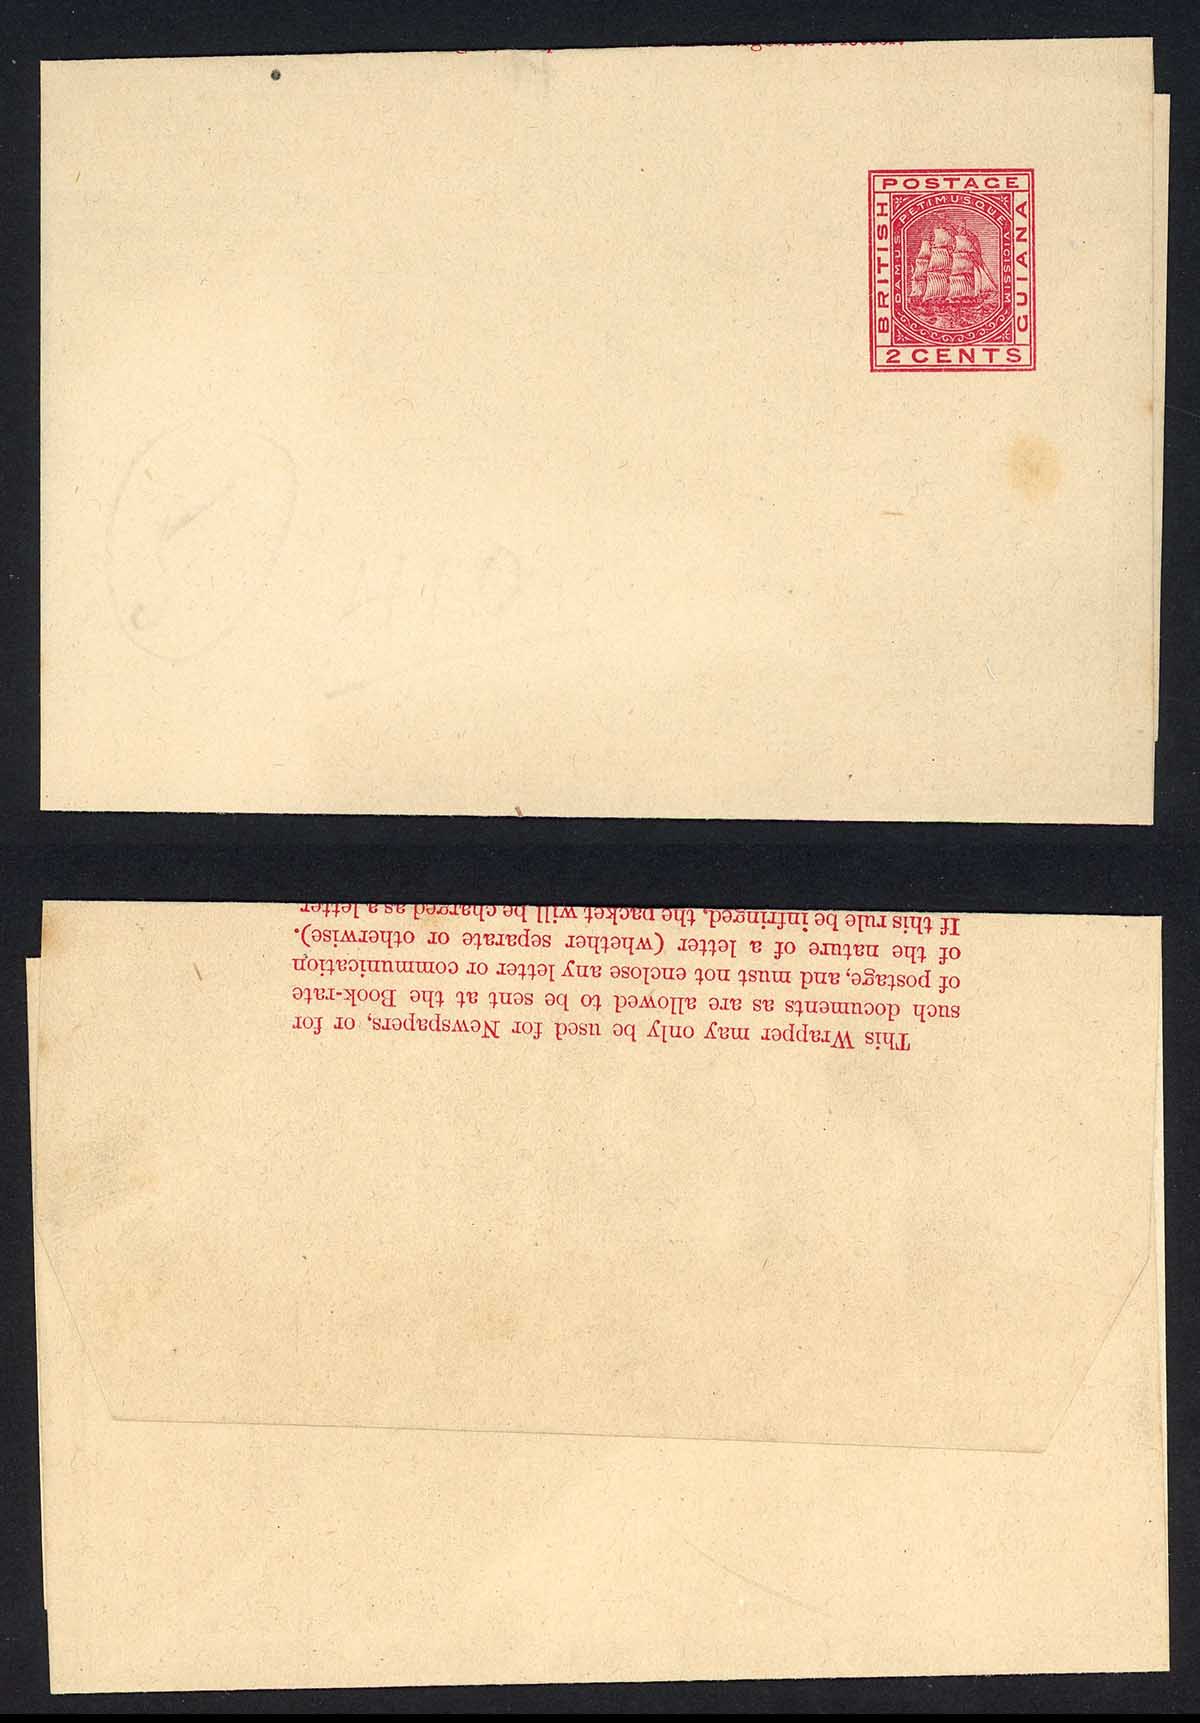 POSTAGE
BRITISH
GUIANA
DAMUS PETIMUSQUE VICISSIM
2 CENTS
This Wrapper may only be used for Newspapers, or for
such documents as are allowed to be sent at the Book-rate
of postage, and must not enclose any letter or communication
of the nature of a letter (whether separate or otherwise).
If this rule be infringed, the packet will be charged as a letter